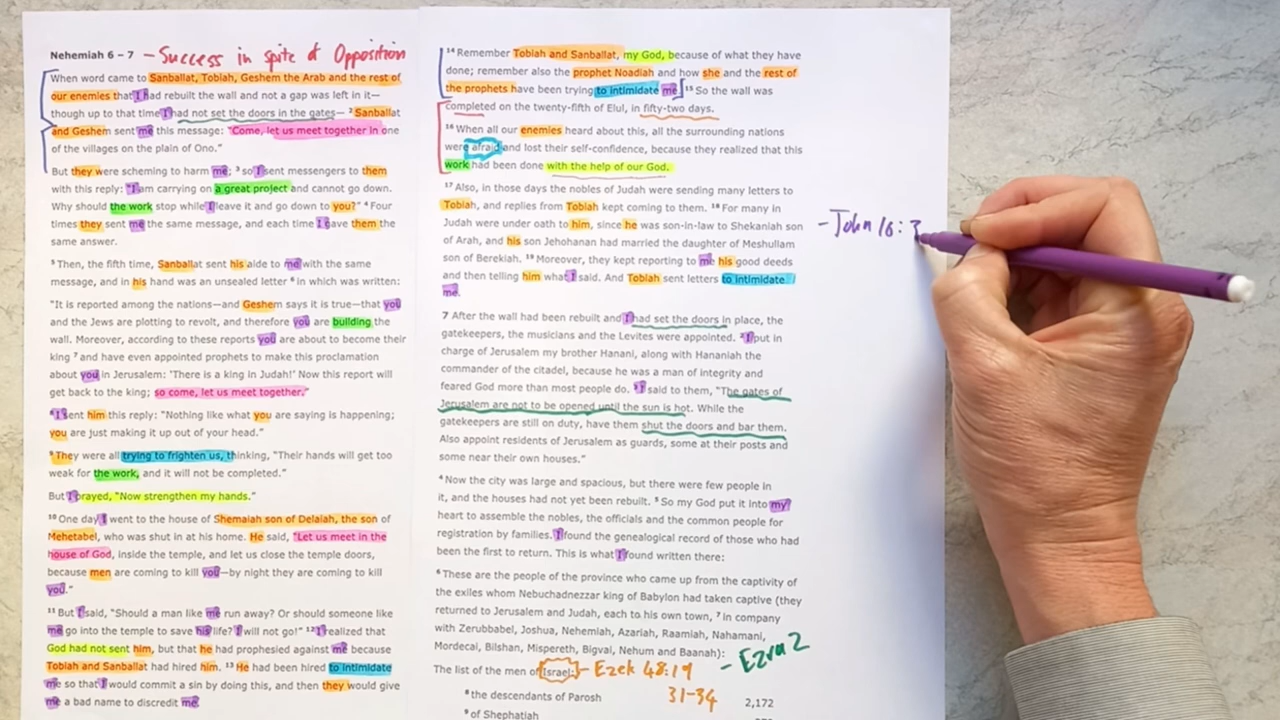 Nehemiah 6 – 7 – Success in spite of Opposition
When word came to Sanballat, Tobiah, Geshem the Arab and the rest of
our enemies that I had rebuilt the wall and not a gap was left in it—
though up to that time I had not set the doors in the gates— 2 Sanballat
and Geshem sent me this message: "Come, let us meet together in one
of the villages on the plain of Ono."
But they were scheming to harm me; 3 so I sent messengers to them
with this reply: "I am carrying on a great project and cannot go down.
Why should the work stop while I leave it and go down to you?" 4 Four
times they sent me the same message, and each time I gave them the
same answer.
5 Then, the fifth time, Sanballat sent his aide to me with the same
message, and in his hand was an unsealed letter 6 in which was written:
"It is reported among the nations—and Geshem says it is true—that you
and the Jews are plotting to revolt, and therefore you are building the
wall. Moreover, according to these reports you are about to become their
king 7 and have even appointed prophets to make this proclamation
about you in Jerusalem: 'There is a king in Judah!' Now this report will
get back to the king; so come, let us meet together."
8 I sent him this reply: "Nothing like what you are saying is happening;
you are just making it up out of your head."
9 They were all trying to frighten us, thinking, "Their hands will get too
weak for the work, and it will not be completed."
But I prayed, "Now strengthen my hands."
10 One day I went to the house of Shemaiah son of Delaiah, the son of
Mehetabel, who was shut in at his home. He said, "Let us meet in the
house of God, inside the temple, and let us close the temple doors,
because men are coming to kill you—by night they are coming to kill
you."
11 But I said, "Should a man like me run away? Or should someone like
me go into the temple to save his life? I will not go!" 12 I realized that
God had not sent him, but that he had prophesied against me because
Tobiah and Sanballat had hired him. 13 He had been hired to intimidate
me so that I would commit a sin by doing this, and then they would give
me a bad name to discredit me.
14 Remember Tobiah and Sanballat, my God, because of what they have
done; remember also the prophet Noadiah and how she and the rest of
the prophets have been trying to intimidate me. 15 So the wall was
completed on the twenty-fifth of Elul, in fifty-two days.
16 When all our enemies heard about this, all the surrounding nations
were afraid and lost their self-confidence, because they realized that this
work had been done with the help of our God.
17 Also, in those days the nobles of Judah were sending many letters to
Tobiah, and replies from Tobiah kept coming to them. 18 For many in
Judah were under oath to him, since he was son-in-law to Shekaniah son
of Arah, and his son Jehohanan had married the daughter of Meshullam
son of Berekiah. 19 Moreover, they kept reporting to me his good deeds
and then telling him what I said. And Tobiah sent letters to intimidate
me.
– John 16:3
7 After the wall had been rebuilt and I had set the doors in place, the
gatekeepers, the musicians and the Levites were appointed. 2 I put in
charge of Jerusalem my brother Hanani, along with Hananiah the
commander of the citadel, because he was a man of integrity and
feared God more than most people do. 3 I said to them, "The gates of
Jerusalem are not to be opened until the sun is hot. While the
gatekeepers are still on duty, have them shut the doors and bar them.
Also appoint residents of Jerusalem as guards, some at their posts and
some near their own houses."
4 Now the city was large and spacious, but there were few people in
it, and the houses had not yet been rebuilt. 5 So my God put it into my
heart to assemble the nobles, the officials and the common people for
registration by families. I found the genealogical record of those who had
been the first to return. This is what I found written there:
6 These are the people of the province who came up from the captivity of
the exiles whom Nebuchadnezzar king of Babylon had taken captive (they
returned to Jerusalem and Judah, each to his own town, 7 in company
with Zerubbabel, Joshua, Nehemiah, Azariah, Raamiah, Nahamani,
Mordecai, Bilshan, Mispereth, Bigvai, Nehum and Baanah): – Ezra 2
The list of the men of Israel: – Ezek 48:19
31-34
8 the descendants of Parosh 2,172
9 of Shephatiah